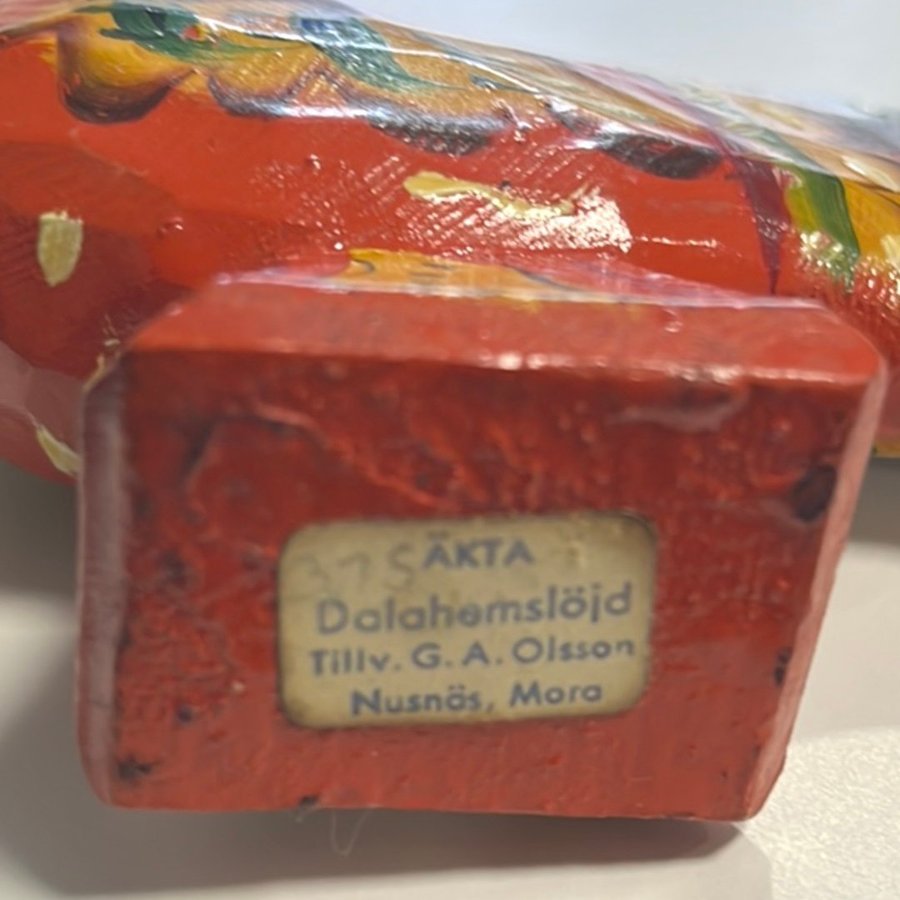 375
ÄKTA
Dalahemslöjd
Tillv. G. A. Olsson
Nusnäs, Mora